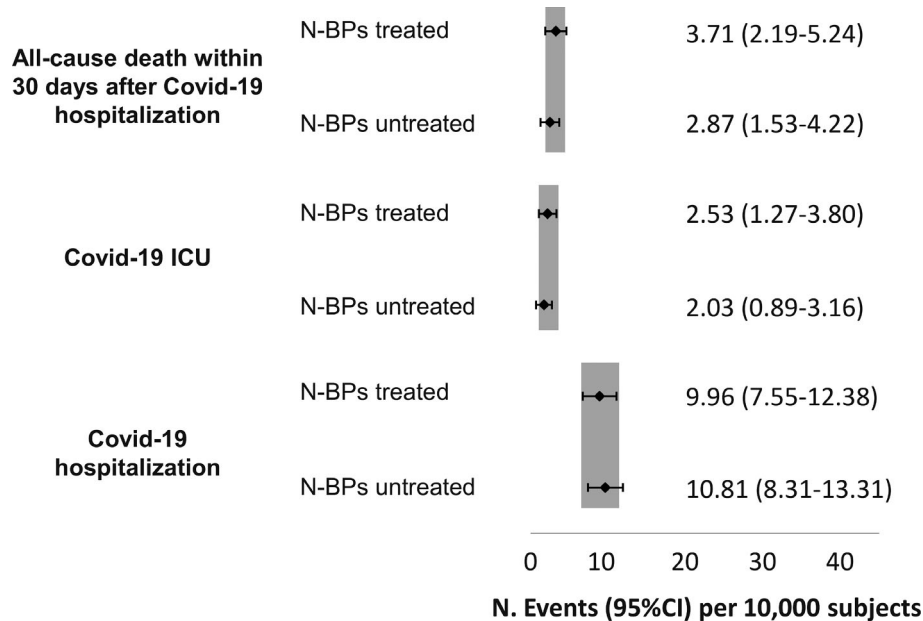 All-cause death within
30 days after Covid-19
hospitalization
N-BPs treated
3.71 (2.19-5.24)
N-BPs untreated
2.87 (1.53-4.22)
Covid-19 ICU
N-BPs treated
2.53 (1.27-3.80)
N-BPs untreated
2.03 (0.89-3.16)
Covid-19
hospitalization
N-BPs treated
9.96 (7.55-12.38)
N-BPs untreated
10.81 (8.31-13.31)
0 10 20 30 40
N. Events (95%CI) per 10,000 subjects